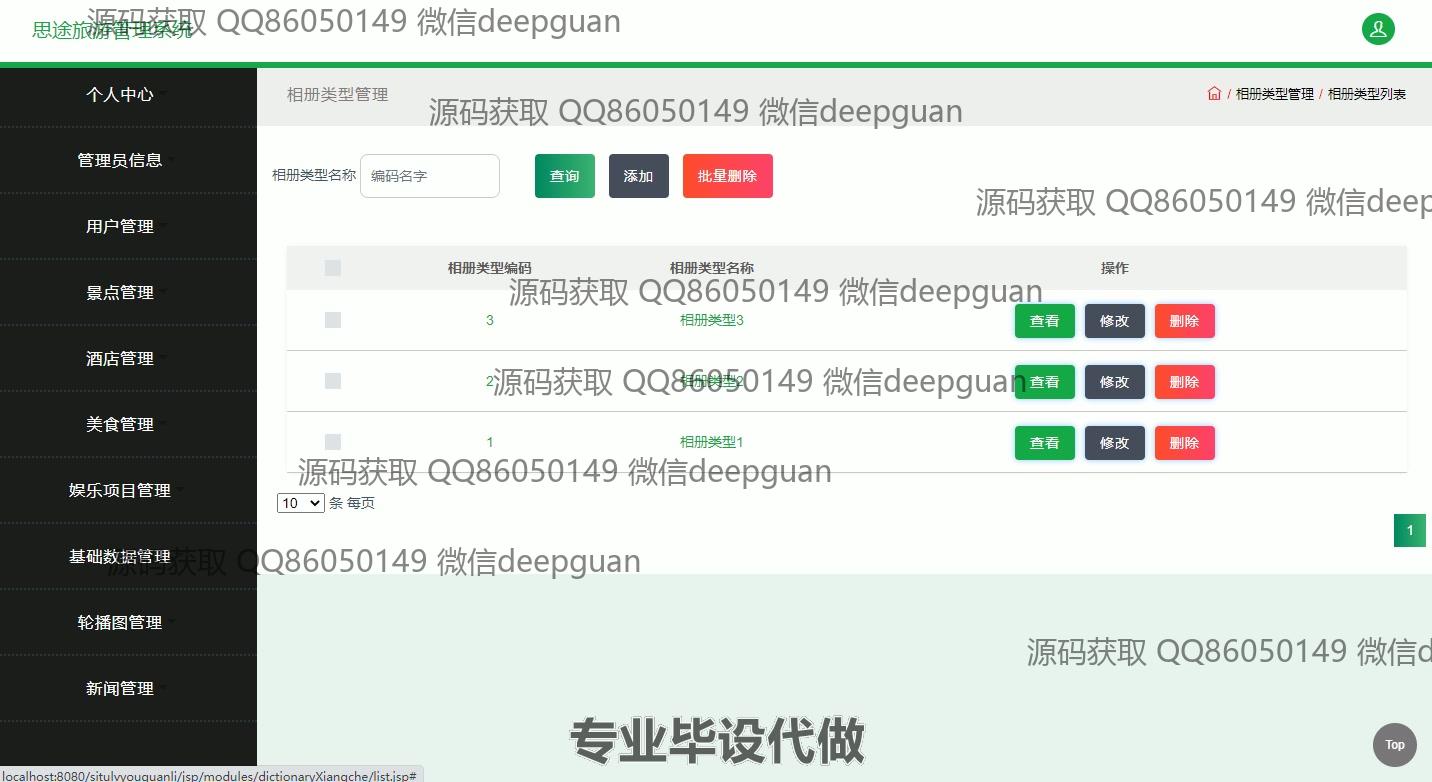 思途旅游管理系统
源码获取 QQ86050149 微信deepguan
个人中心
管理员信息
用户管理
景点管理
酒店管理
美食管理
娱乐项目管理
基础数据管理
轮播图管理
新闻管理
相册类型管理
/ 相册类型管理 / 相册类型列表
源码获取 QQ86050149 微信deepguan
相册类型名称 编码名字 查询 添加 批量删除
源码获取 QQ86050149 微信deep
相册类型编码 相册类型名称 操作
源码获取 QQ86050149 微信deepguan
3 相册类型3 查看 修改 删除
2 相册类型2 查看 修改 删除
源码获取 QQ86050149 微信deepguan
1 相册类型1 查看 修改 删除
源码获取 QQ86050149 微信deepguan
10 条 每页
1
源码获取 QQ86050149 微信deepguan
源码获取 QQ86050149 微信d
专业毕设代做
Top
localhost:8080/situlvyouguanli/jsp/modules/dictionaryXiangche/list.jsp#